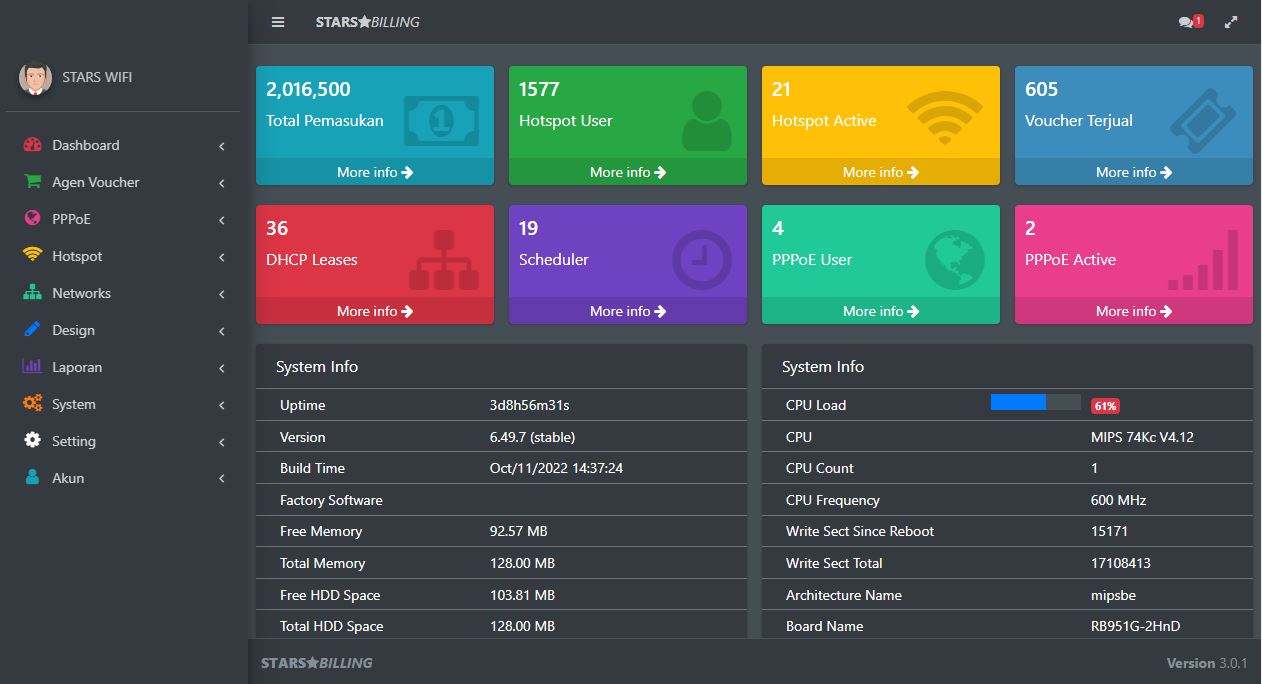 STARS★BILLING
1
STARS WIFI
Dashboard
Agen Voucher
PPPoE
Hotspot
Networks
Design
Laporan
System
Setting
Akun
2,016,500
Total Pemasukan
1
More info
1577
Hotspot User
More info
21
Hotspot Active
More info
605
Voucher Terjual
More info
36
DHCP Leases
More info
19
Scheduler
More info
4
PPPoE User
More info
2
PPPoE Active
More info
System Info
Uptime 3d8h56m31s
Version 6.49.7 (stable)
Build Time Oct/11/2022 14:37:24
Factory Software
Free Memory 92.57 MB
Total Memory 128.00 MB
Free HDD Space 103.81 MB
Total HDD Space 128.00 MB
System Info
CPU Load 61%
CPU MIPS 74Kc V4.12
CPU Count 1
CPU Frequency 600 MHz
Write Sect Since Reboot 15171
Write Sect Total 17108413
Architecture Name mipsbe
Board Name RB951G-2HnD
STARS★BILLING
Version 3.0.1